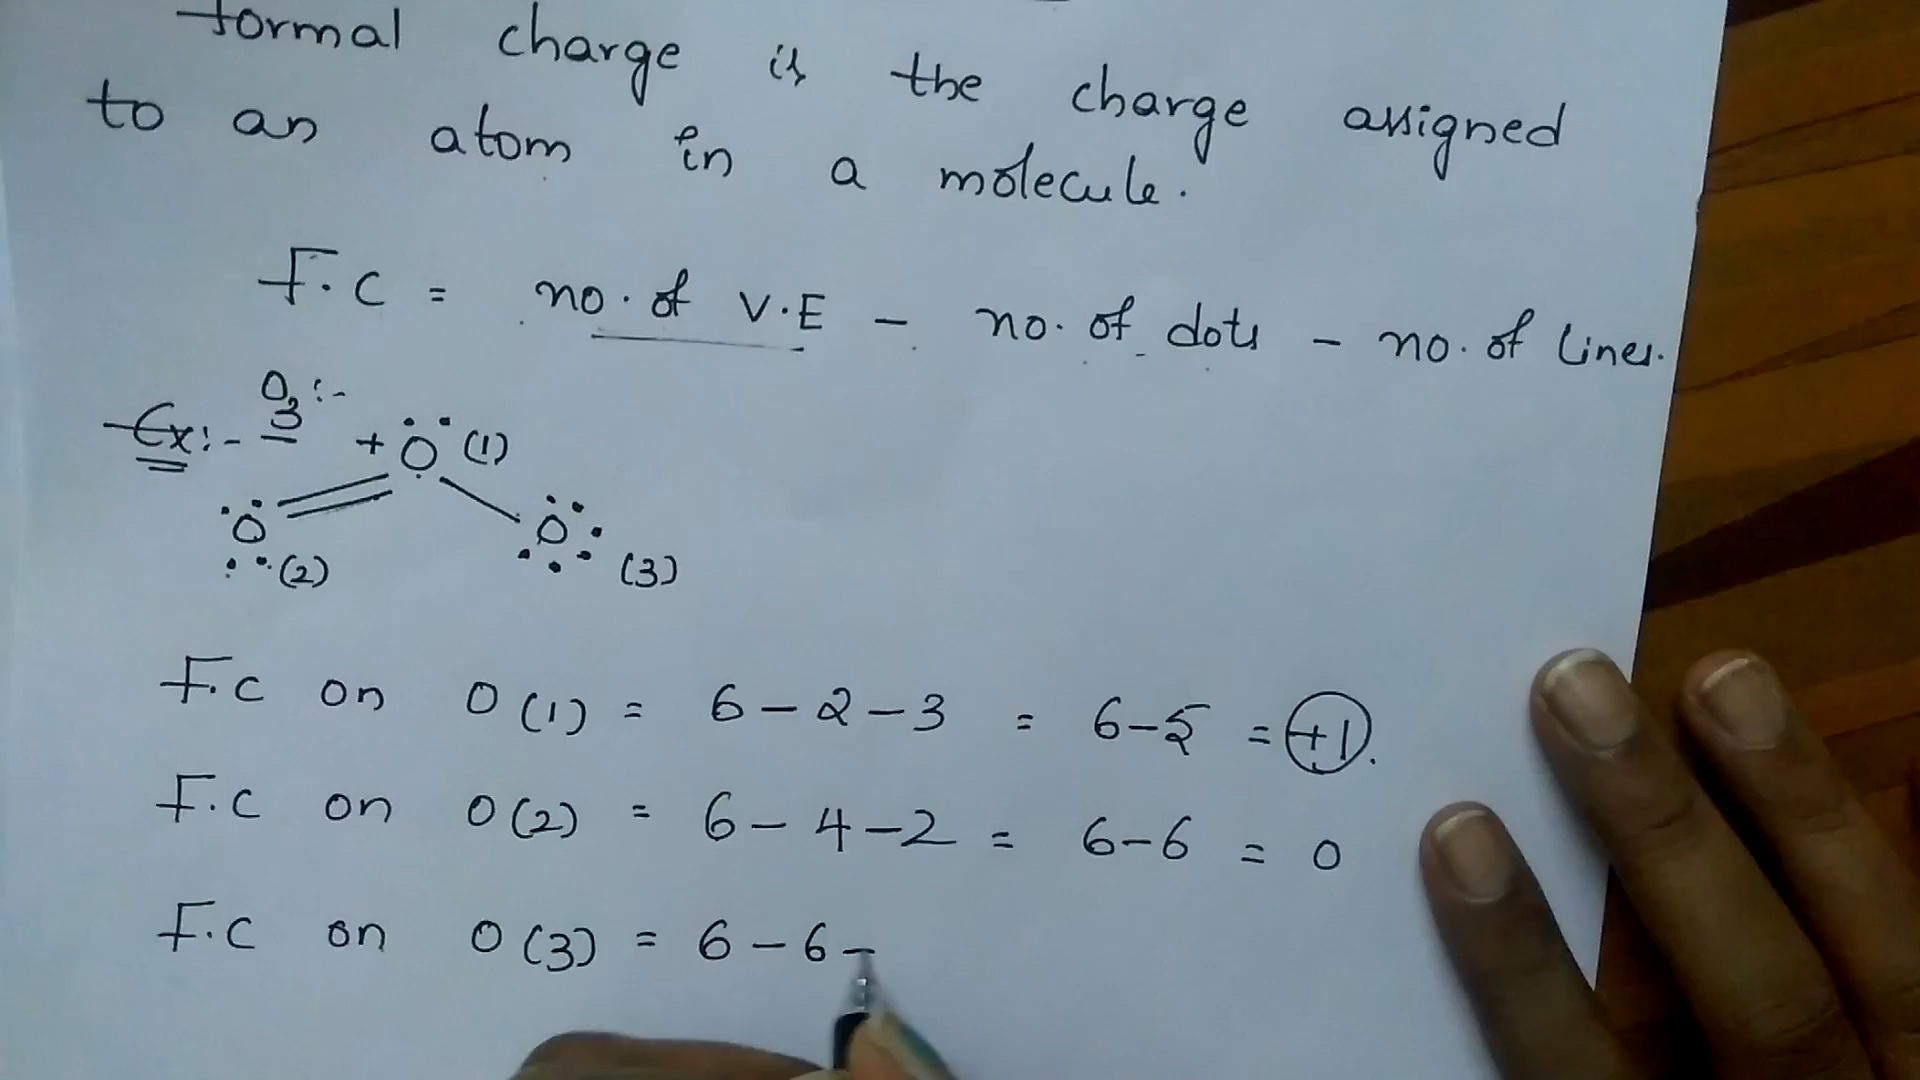 Formal charge is the charge assigned
to an atom in a molecule.
F.C = no. of V.E - no. of dots - no. of lines.
Ex:- O3 :-
+ O (1)
O (2)
O (3)
F.C on O(1) = 6 - 2 - 3 = 6-5 = +1.
F.C on O(2) = 6 - 4 - 2 = 6-6 = 0
F.C on O(3) = 6 - 6 -